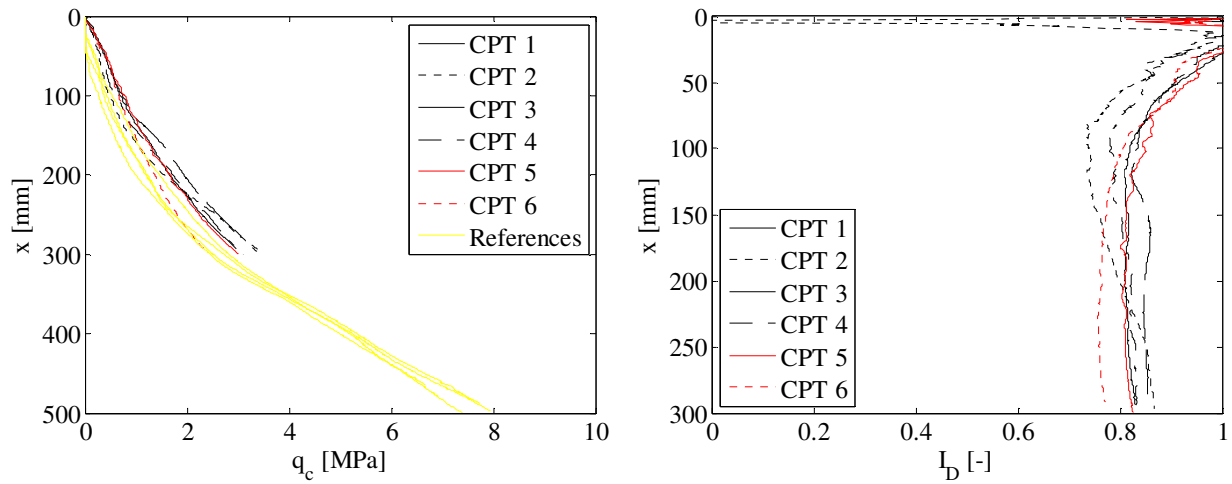 0
100
200
300
400
500
x [mm]
0
2
4
6
8
10
q_c [MPa]
CPT 1
CPT 2
CPT 3
CPT 4
CPT 5
CPT 6
References
0
50
100
150
200
250
300
x [mm]
0
0.2
0.4
0.6
0.8
1
I_D [-]
CPT 1
CPT 2
CPT 3
CPT 4
CPT 5
CPT 6